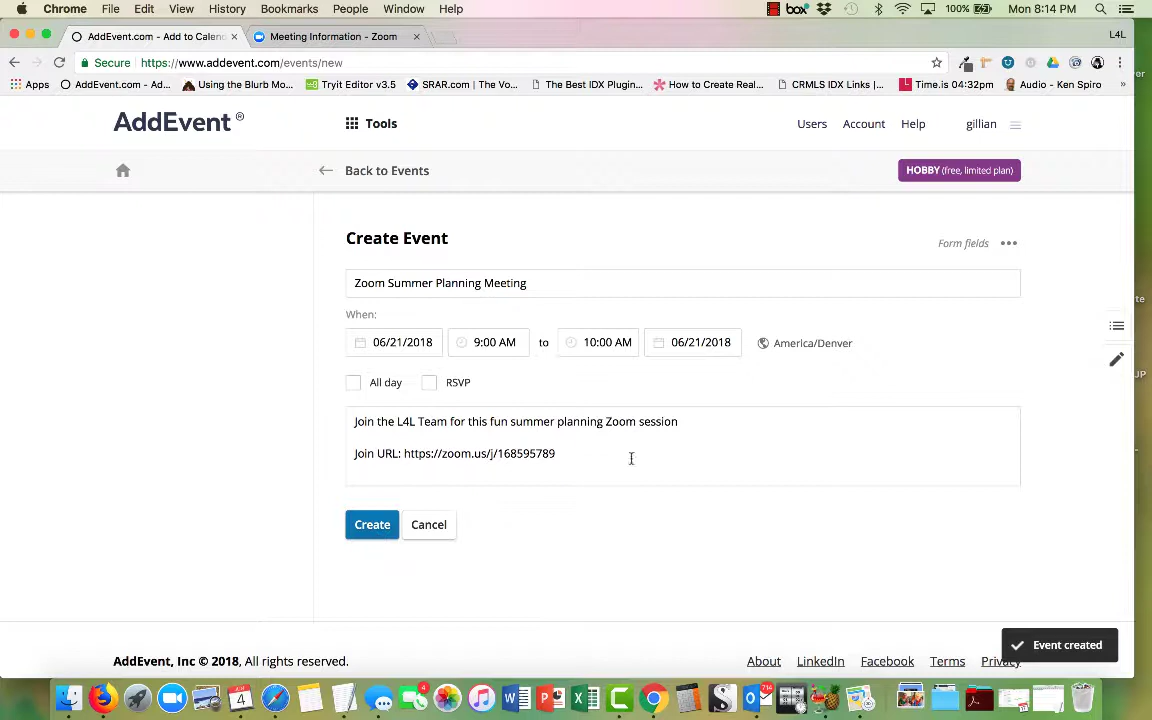 Chrome File Edit View History Bookmarks People Window Help box 100% Mon 8:14 PM
AddEvent.com - Add to Calen Meeting Information - Zoom L4L
Secure https://www.addevent.com/events/new
Apps AddEvent.com - Ad... Using the Blurb Mo... Tryit Editor v3.5 SRAR.com | The Vo... The Best IDX Plugin... How to Create Real... CRMLS IDX Links |... Time.is 04:32pm Audio - Ken Spiro »
AddEvent ® Tools Users Account Help gillian
Back to Events HOBBY (free, limited plan)
Create Event Form fields
Zoom Summer Planning Meeting
When:
06/21/2018 9:00 AM to 10:00 AM 06/21/2018 America/Denver
All day RSVP
Join the L4L Team for this fun summer planning Zoom session
Join URL: https://zoom.us/j/168595789
Create Cancel
Event created
AddEvent, Inc © 2018, All rights reserved. About LinkedIn Facebook Terms Privacy
4 4 714